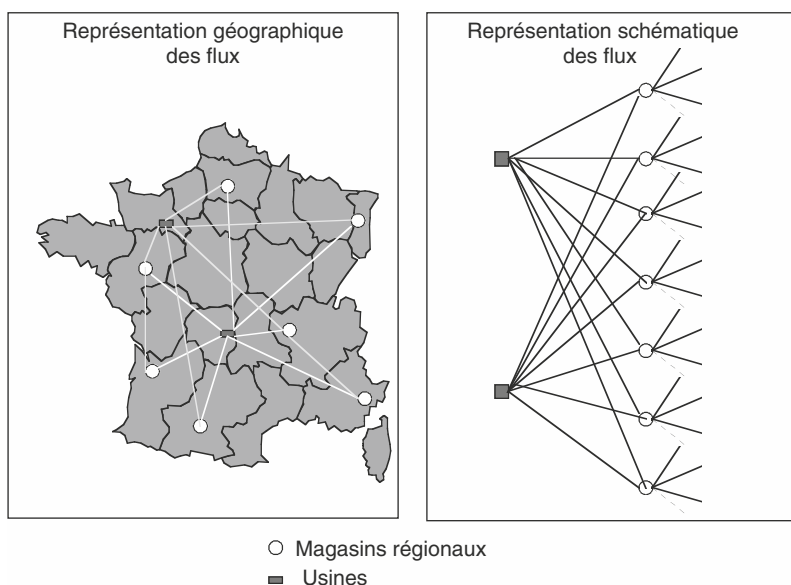 Représentation géographique
des flux
Représentation schématique
des flux
Magasins régionaux
Usines